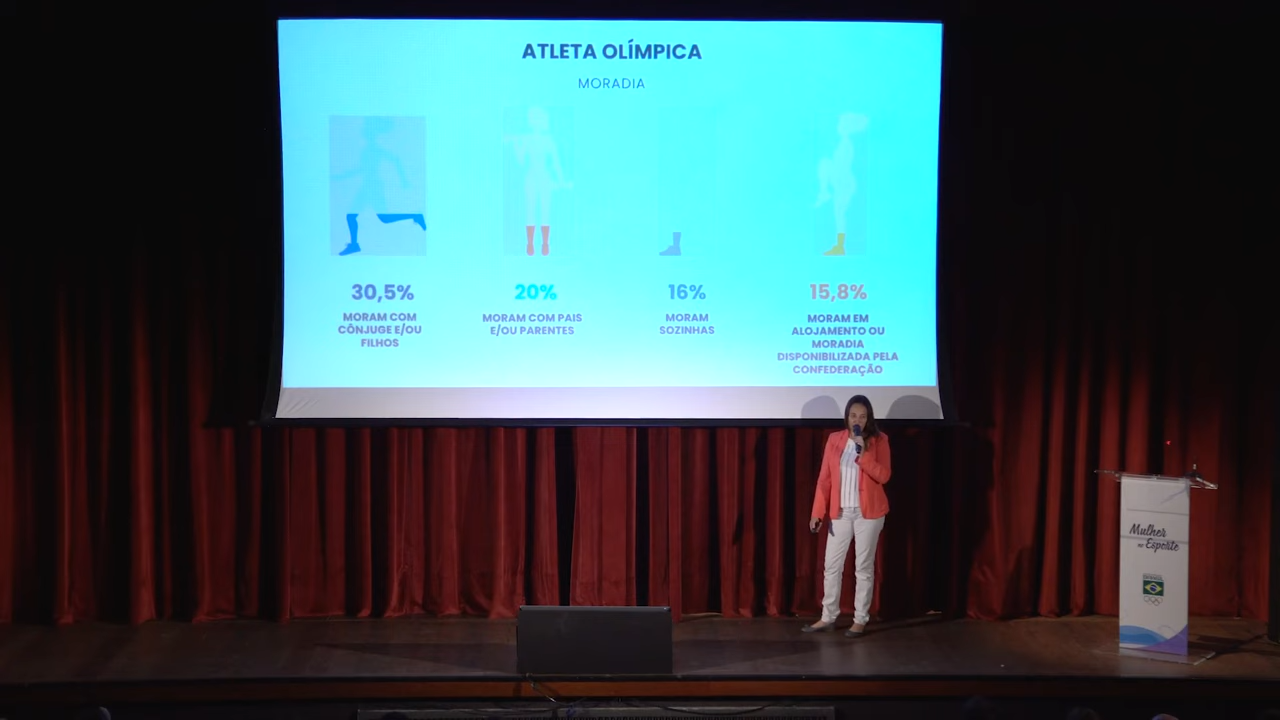 ATLETA OLÍMPICA
MORADIA
30,5%
MORAM COM
CÔNJUGE E/OU
FILHOS
20%
MORAM COM PAIS
E/OU PARENTES
16%
MORAM
SOZINHAS
15,8%
MORAM EM
ALOJAMENTO OU
MORADIA
DISPONIBILIZADA PELA
CONFEDERAÇÃO
Mulher
no Esporte